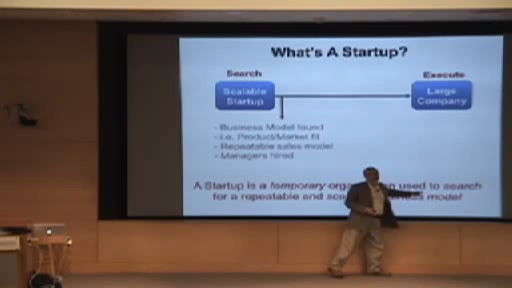 What's A Startup?
Search
Execute
Scalable
Startup
Large
Company
- Business Model found
- i.e. Product/Market fit
- Repeatable sales model
- Managers hired
A Startup is a temporary used to search
for a repeatable and model